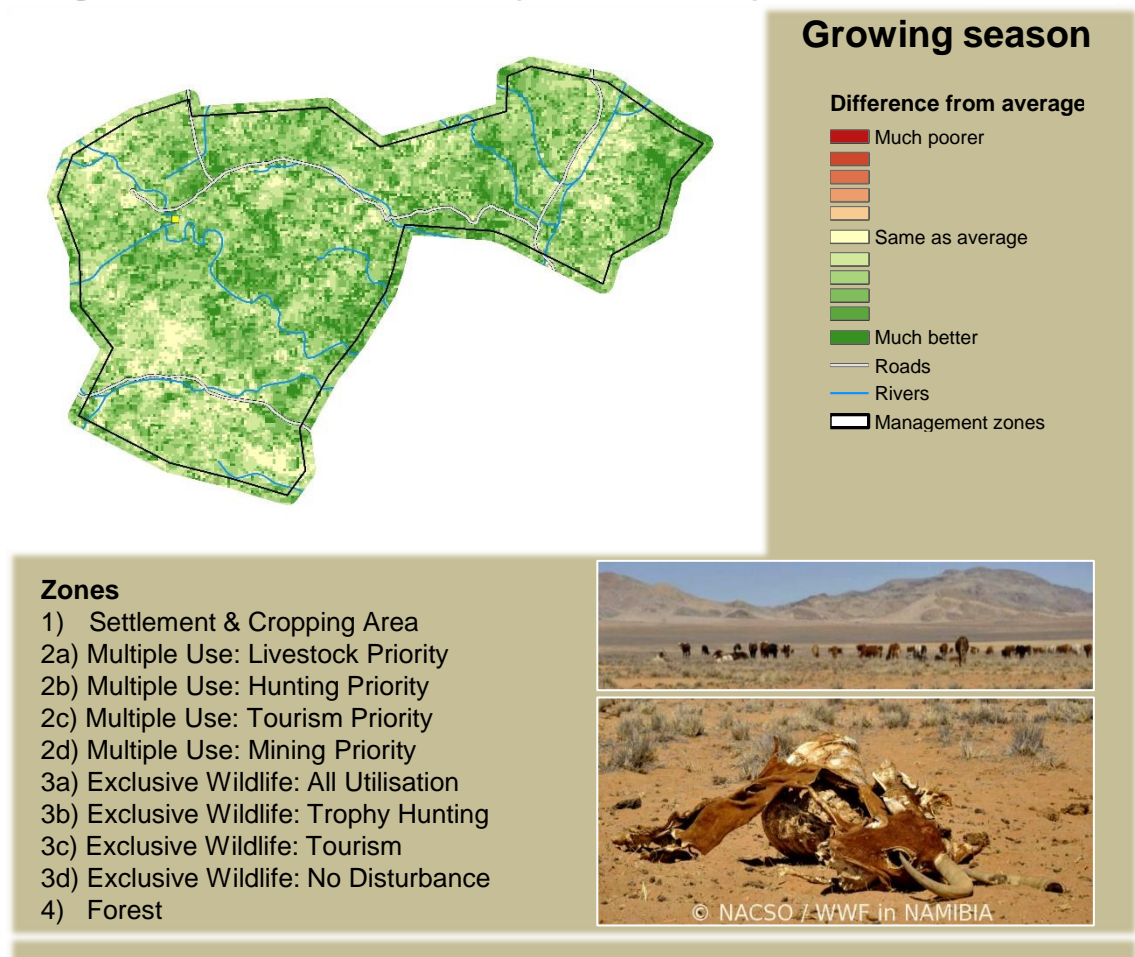 Growing season
Difference from average
Much poorer
Same as average
Much better
Roads
Rivers
Management zones
Zones
1) Settlement & Cropping Area
2a) Multiple Use: Livestock Priority
2b) Multiple Use: Hunting Priority
2c) Multiple Use: Tourism Priority
2d) Multiple Use: Mining Priority
3a) Exclusive Wildlife: All Utilisation
3b) Exclusive Wildlife: Trophy Hunting
3c) Exclusive Wildlife: Tourism
3d) Exclusive Wildlife: No Disturbance
4) Forest
© NACSO / WWF in NAMIBIA